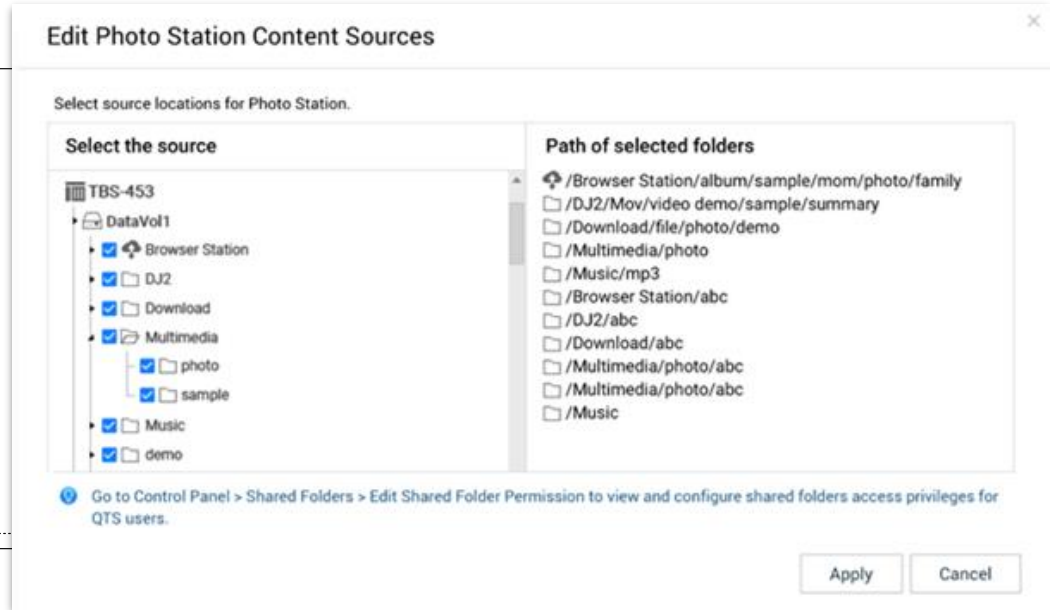 Edit Photo Station Content Sources
Select source locations for Photo Station.
Select the source
TBS-453
DataVol1
Browser Station
DJ2
Download
Multimedia
photo
sample
Music
demo
Path of selected folders
/Browser Station/album/sample/mom/photo/family
/DJ2/Mov/video demo/sample/summary
/Download/file/photo/demo
/Multimedia/photo
/Music/mp3
/Browser Station/abc
/DJ2/abc
/Download/abc
/Multimedia/photo/abc
/Multimedia/photo/abc
/Music
Go to Control Panel > Shared Folders > Edit Shared Folder Permission to view and configure shared folders access privileges for
QTS users.
Apply
Cancel